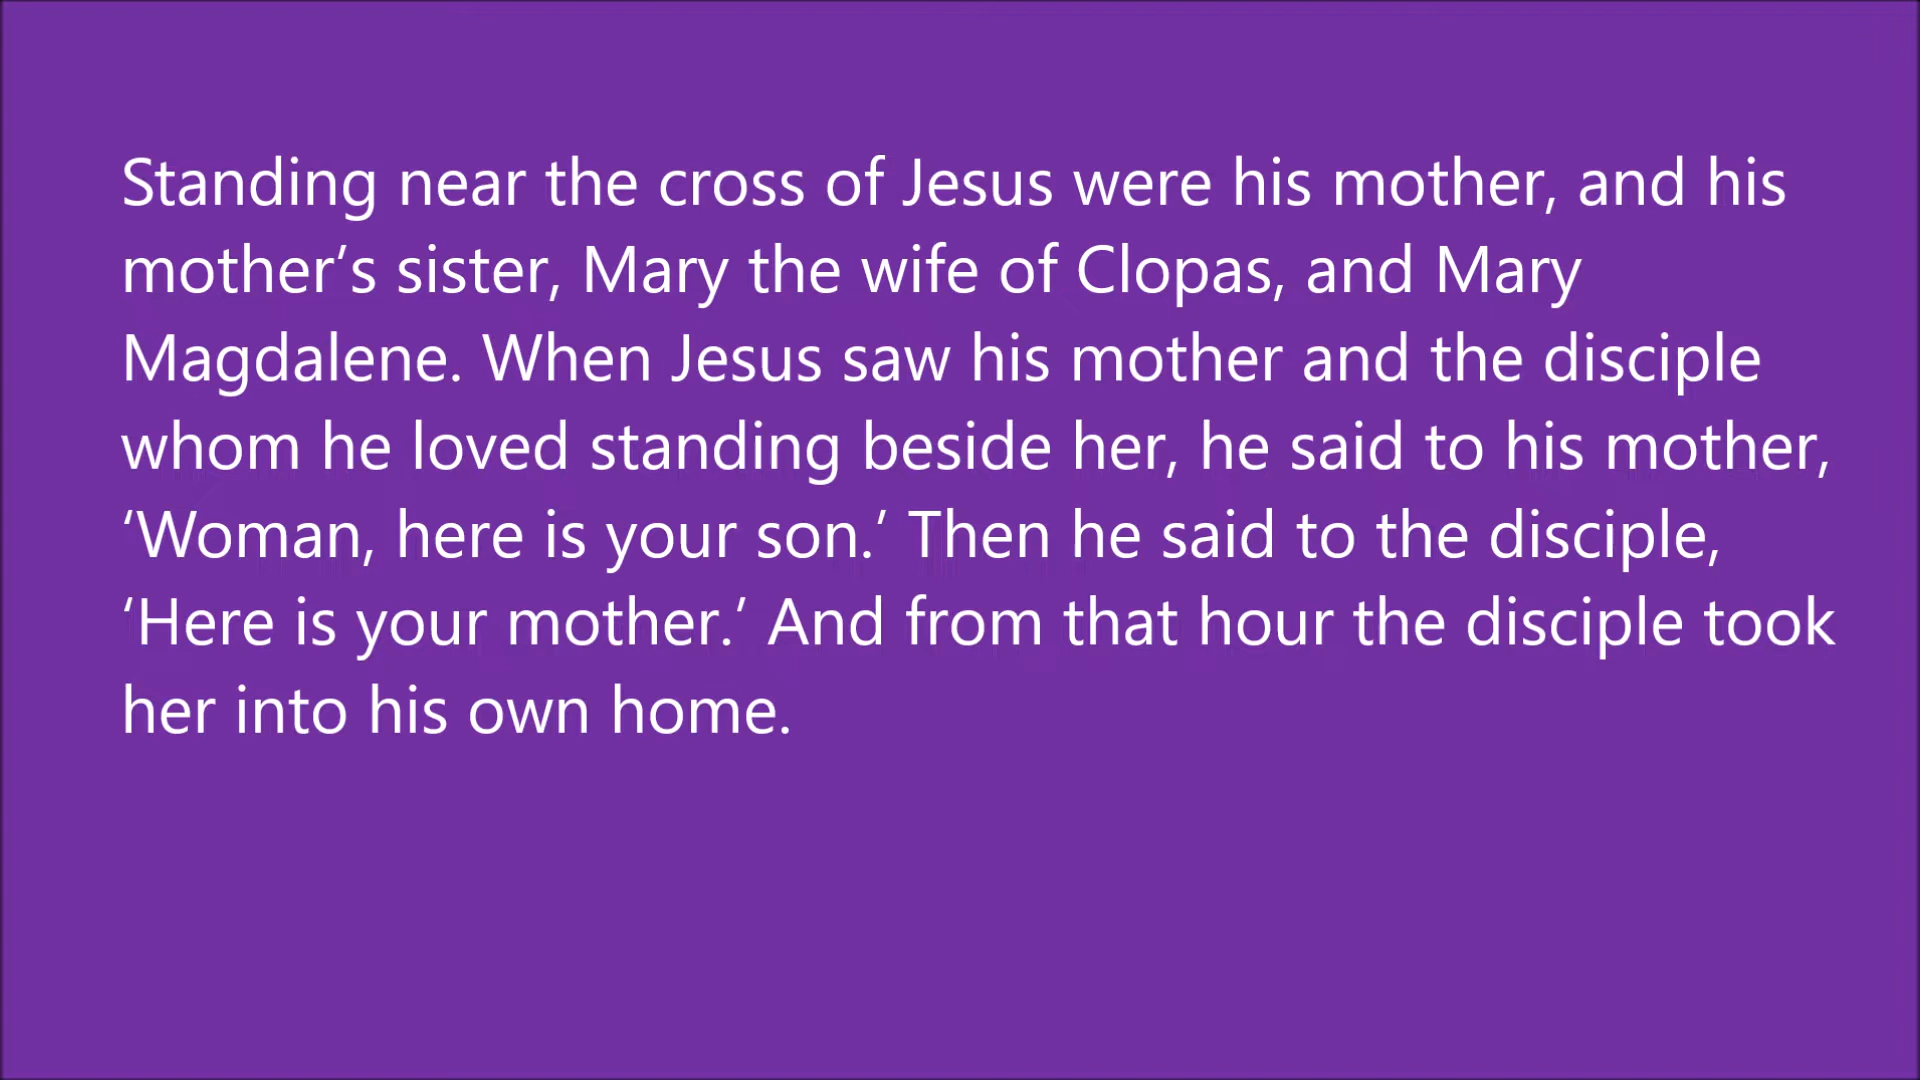 Standing near the cross of Jesus were his mother, and his
mother’s sister, Mary the wife of Clopas, and Mary
Magdalene. When Jesus saw his mother and the disciple
whom he loved standing beside her, he said to his mother,
‘Woman, here is your son.’ Then he said to the disciple,
‘Here is your mother.’ And from that hour the disciple took
her into his own home.